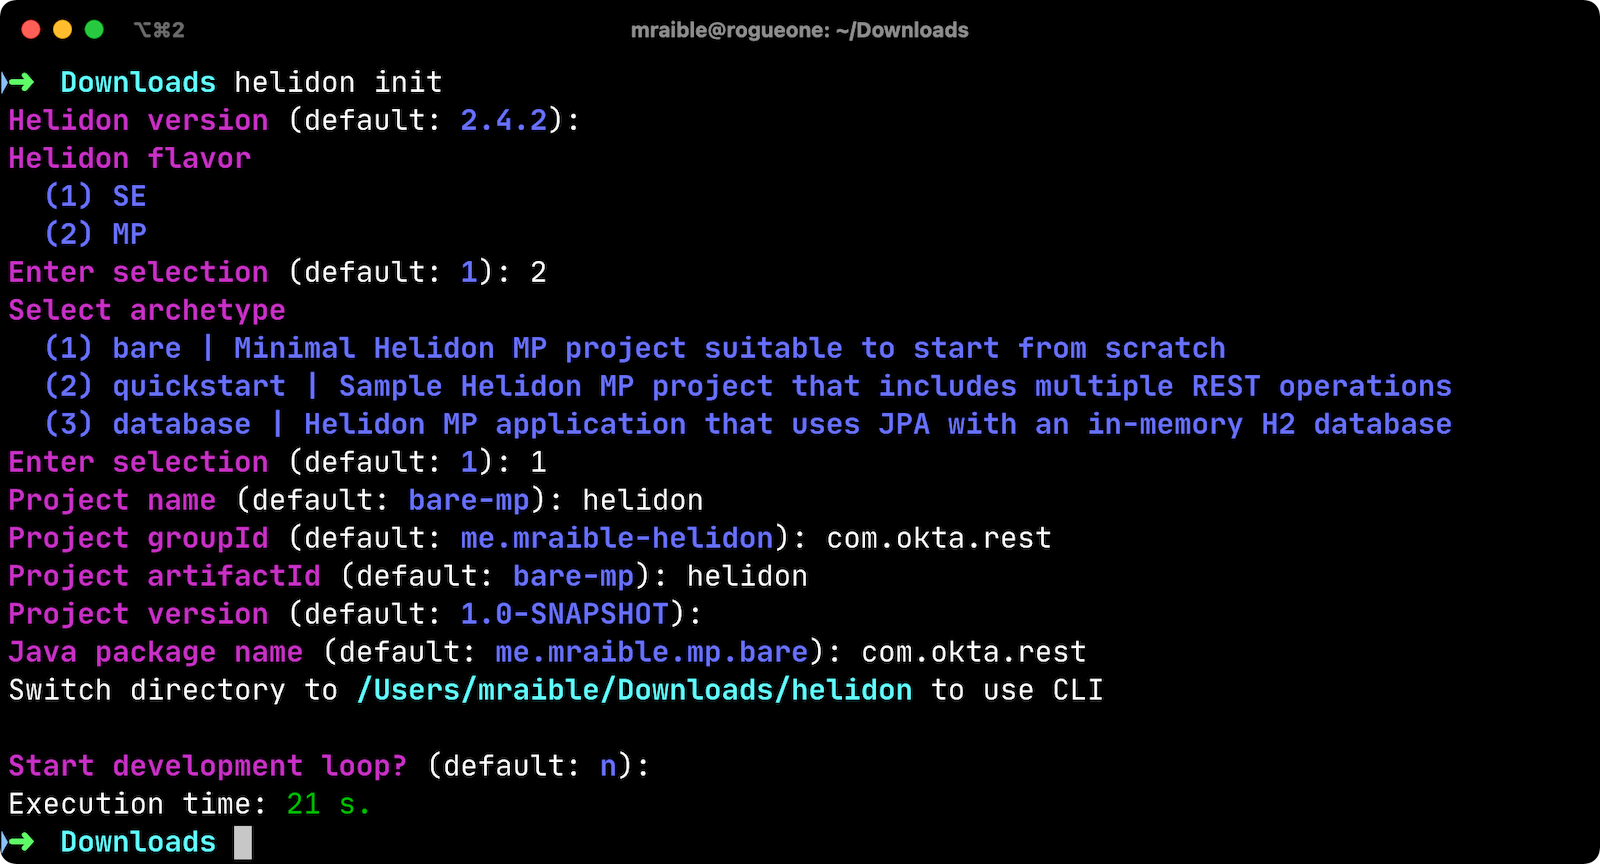 ⌥⌘2
mraible@rogueone: ~/Downloads
➜ Downloads helidon init
Helidon version (default: 2.4.2):
Helidon flavor
(1) SE
(2) MP
Enter selection (default: 1): 2
Select archetype
(1) bare | Minimal Helidon MP project suitable to start from scratch
(2) quickstart | Sample Helidon MP project that includes multiple REST operations
(3) database | Helidon MP application that uses JPA with an in-memory H2 database
Enter selection (default: 1): 1
Project name (default: bare-mp): helidon
Project groupId (default: me.mraible-helidon): com.okta.rest
Project artifactId (default: bare-mp): helidon
Project version (default: 1.0-SNAPSHOT):
Java package name (default: me.mraible.mp.bare): com.okta.rest
Switch directory to /Users/mraible/Downloads/helidon to use CLI
Start development loop? (default: n):
Execution time: 21 s.
➜ Downloads